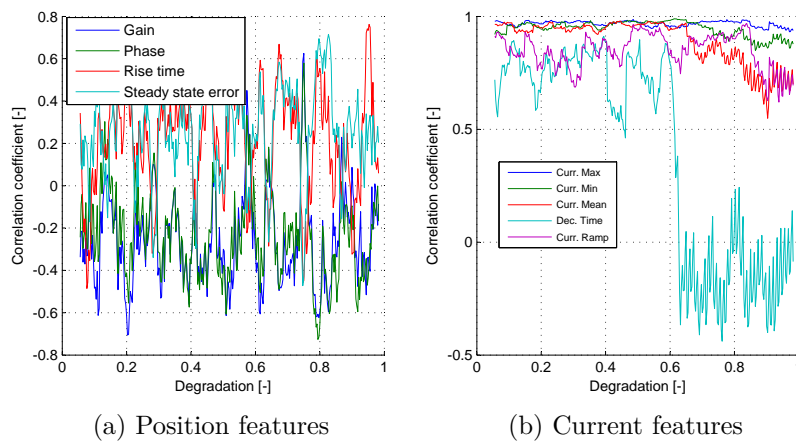 0.8
0.6
0.4
0.2
0
-0.2
-0.4
-0.6
-0.8
Correlation coefficient [-]
Gain
Phase
Rise time
Steady state error
0
0.2
0.4
0.6
0.8
1
Degradation [-]
(a) Position features
1
0.5
0
-0.5
Correlation coefficient [-]
Curr. Max
Curr. Min
Curr. Mean
Dec. Time
Curr. Ramp
0
0.2
0.4
0.6
0.8
Degradation [-]
(b) Current features